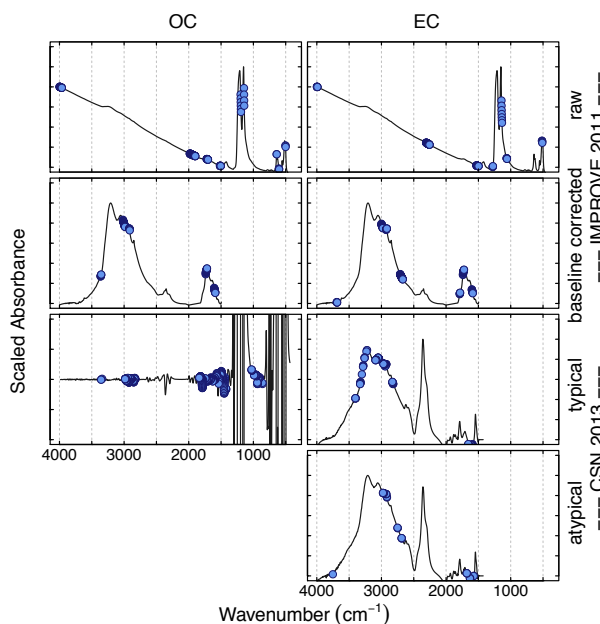 OC EC
raw
baseline corrected
--- IMPROVE 2011 ---
typical
atypical
--- CSN 2013 ---
Scaled Absorbance
4000 3000 2000 1000
4000 3000 2000 1000
Wavenumber (cm⁻¹)